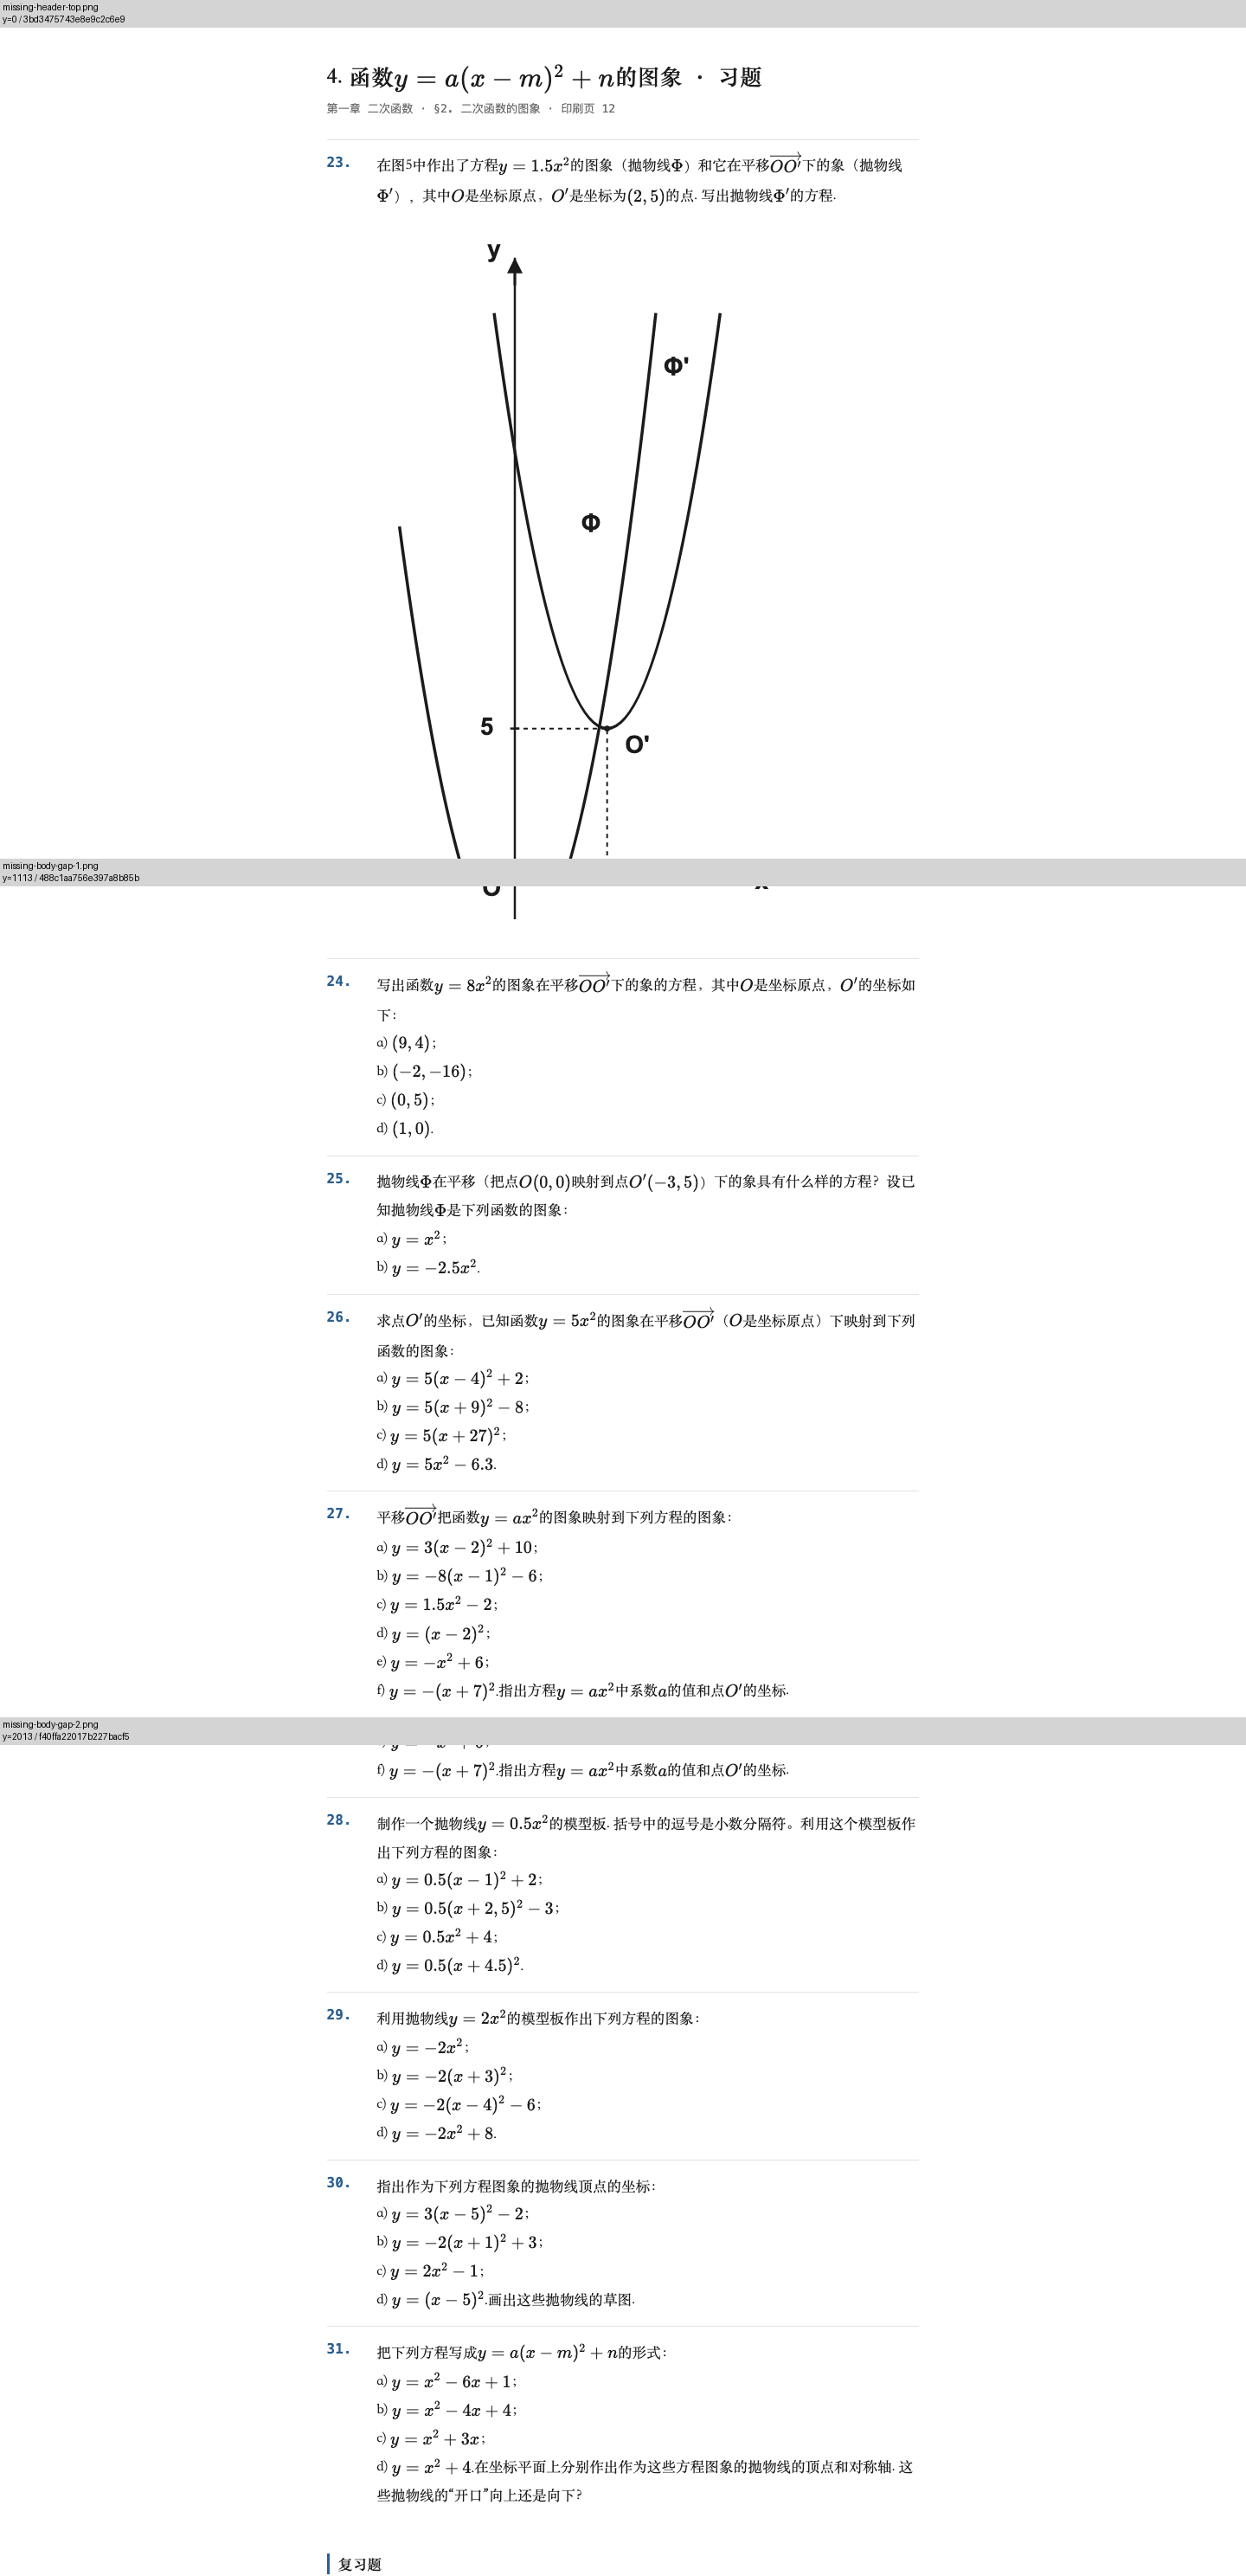 missing-header-top.png
y=0 / 3bd3475743e8e9c2c6e9
4. 函数y = a(x − m)² + n的图象 · 习题
第一章 二次函数 · §2. 二次函数的图象 · 印刷页 12
23. 在图5中作出了方程y = 1.5x²的图象（抛物线Φ）和它在平移OO′下的象（抛物线
Φ′），其中O是坐标原点，O′是坐标为(2, 5)的点. 写出抛物线Φ′的方程.
y
Φ'
Φ
5
O'
missing-body-gap-1.png
y=1113 / 488c1aa756e397a8b85b
O
x
24. 写出函数y = 8x²的图象在平移OO′下的象的方程，其中O是坐标原点，O′的坐标如
下：
a) (9, 4)；
b) (−2, −16)；
c) (0, 5)；
d) (1, 0).
25. 抛物线Φ在平移（把点O(0, 0)映射到点O′(−3, 5)）下的象具有什么样的方程？设已
知抛物线Φ是下列函数的图象：
a) y = x²；
b) y = −2.5x².
26. 求点O′的坐标，已知函数y = 5x²的图象在平移OO′（O是坐标原点）下映射到下列
函数的图象：
a) y = 5(x − 4)² + 2；
b) y = 5(x + 9)² − 8；
c) y = 5(x + 27)²；
d) y = 5x² − 6.3.
27. 平移OO′把函数y = ax²的图象映射到下列方程的图象：
a) y = 3(x − 2)² + 10；
b) y = −8(x − 1)² − 6；
c) y = 1.5x² − 2；
d) y = (x − 2)²；
e) y = −x² + 6；
f) y = −(x + 7)².指出方程y = ax²中系数a的值和点O′的坐标.
missing-body-gap-2.png
y=2013 / f40ffa22017b227bacf5
f) y = −(x + 7)².指出方程y = ax²中系数a的值和点O′的坐标.
28. 制作一个抛物线y = 0.5x²的模型板. 括号中的逗号是小数分隔符。利用这个模型板作
出下列方程的图象：
a) y = 0.5(x − 1)² + 2；
b) y = 0.5(x + 2, 5)² − 3；
c) y = 0.5x² + 4；
d) y = 0.5(x + 4.5)².
29. 利用抛物线y = 2x²的模型板作出下列方程的图象：
a) y = −2x²；
b) y = −2(x + 3)²；
c) y = −2(x − 4)² − 6；
d) y = −2x² + 8.
30. 指出作为下列方程图象的抛物线顶点的坐标：
a) y = 3(x − 5)² − 2；
b) y = −2(x + 1)² + 3；
c) y = 2x² − 1；
d) y = (x − 5)².画出这些抛物线的草图.
31. 把下列方程写成y = a(x − m)² + n的形式：
a) y = x² − 6x + 1；
b) y = x² − 4x + 4；
c) y = x² + 3x；
d) y = x² + 4.在坐标平面上分别作出作为这些方程图象的抛物线的顶点和对称轴. 这
些抛物线的“开口”向上还是向下？
复习题